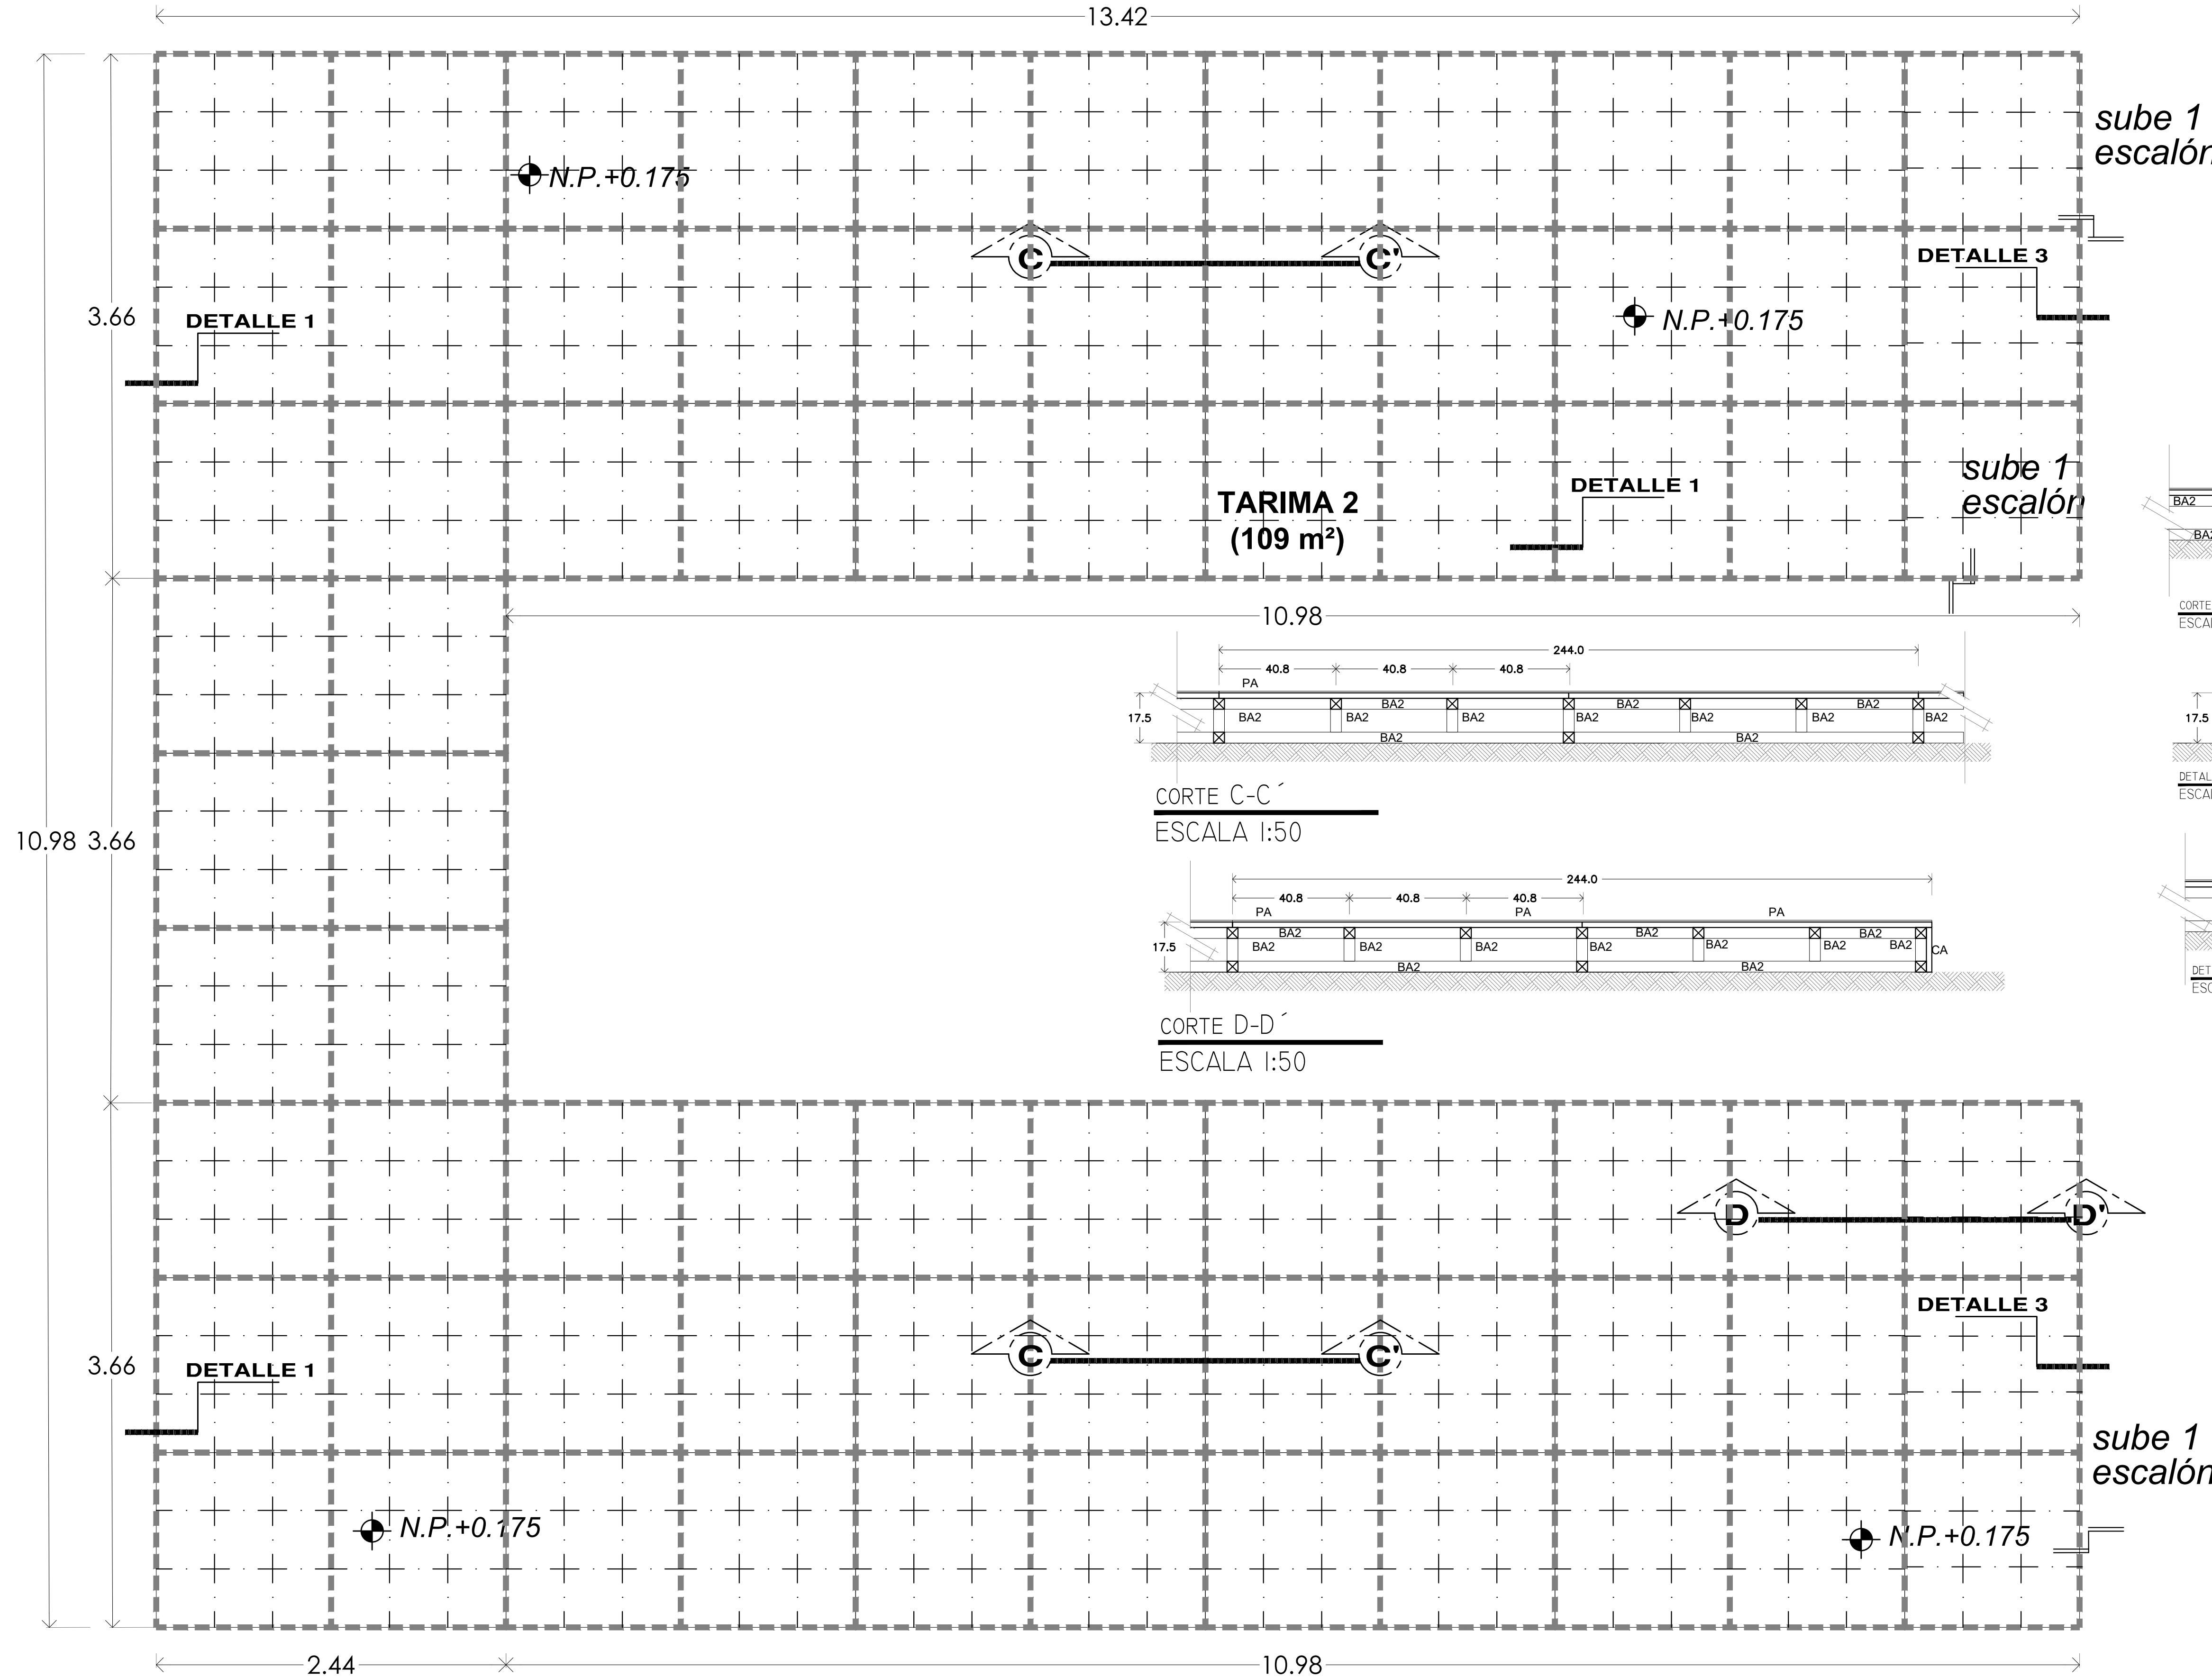 13.42
sube 1
escalón
N.P.+0.175
C
C'
DETALLE 3
3.66
DETALLE 1
N.P.+0.175
sube 1
escalón
TARIMA 2
(109 m²)
DETALLE 1
BA2
10.98
CORTE
244.0
40.8
40.8
40.8
PA
17.5
BA2
BA2
BA2
BA2
BA2
BA2
BA2
BA2
BA2
BA2
BA2
BA2
17.5
CORTE C-C´
ESCALA 1:50
10.98
3.66
244.0
40.8
40.8
40.8
PA
PA
PA
17.5
BA2
BA2
BA2
BA2
BA2
BA2
BA2
BA2
BA2
BA2
CA
BA2
BA2
CORTE D-D´
ESCALA 1:50
D
D'
DETALLE 3
C
C'
3.66
DETALLE 1
sube 1
escalón
N.P.+0.175
N.P.+0.175
2.44
10.98